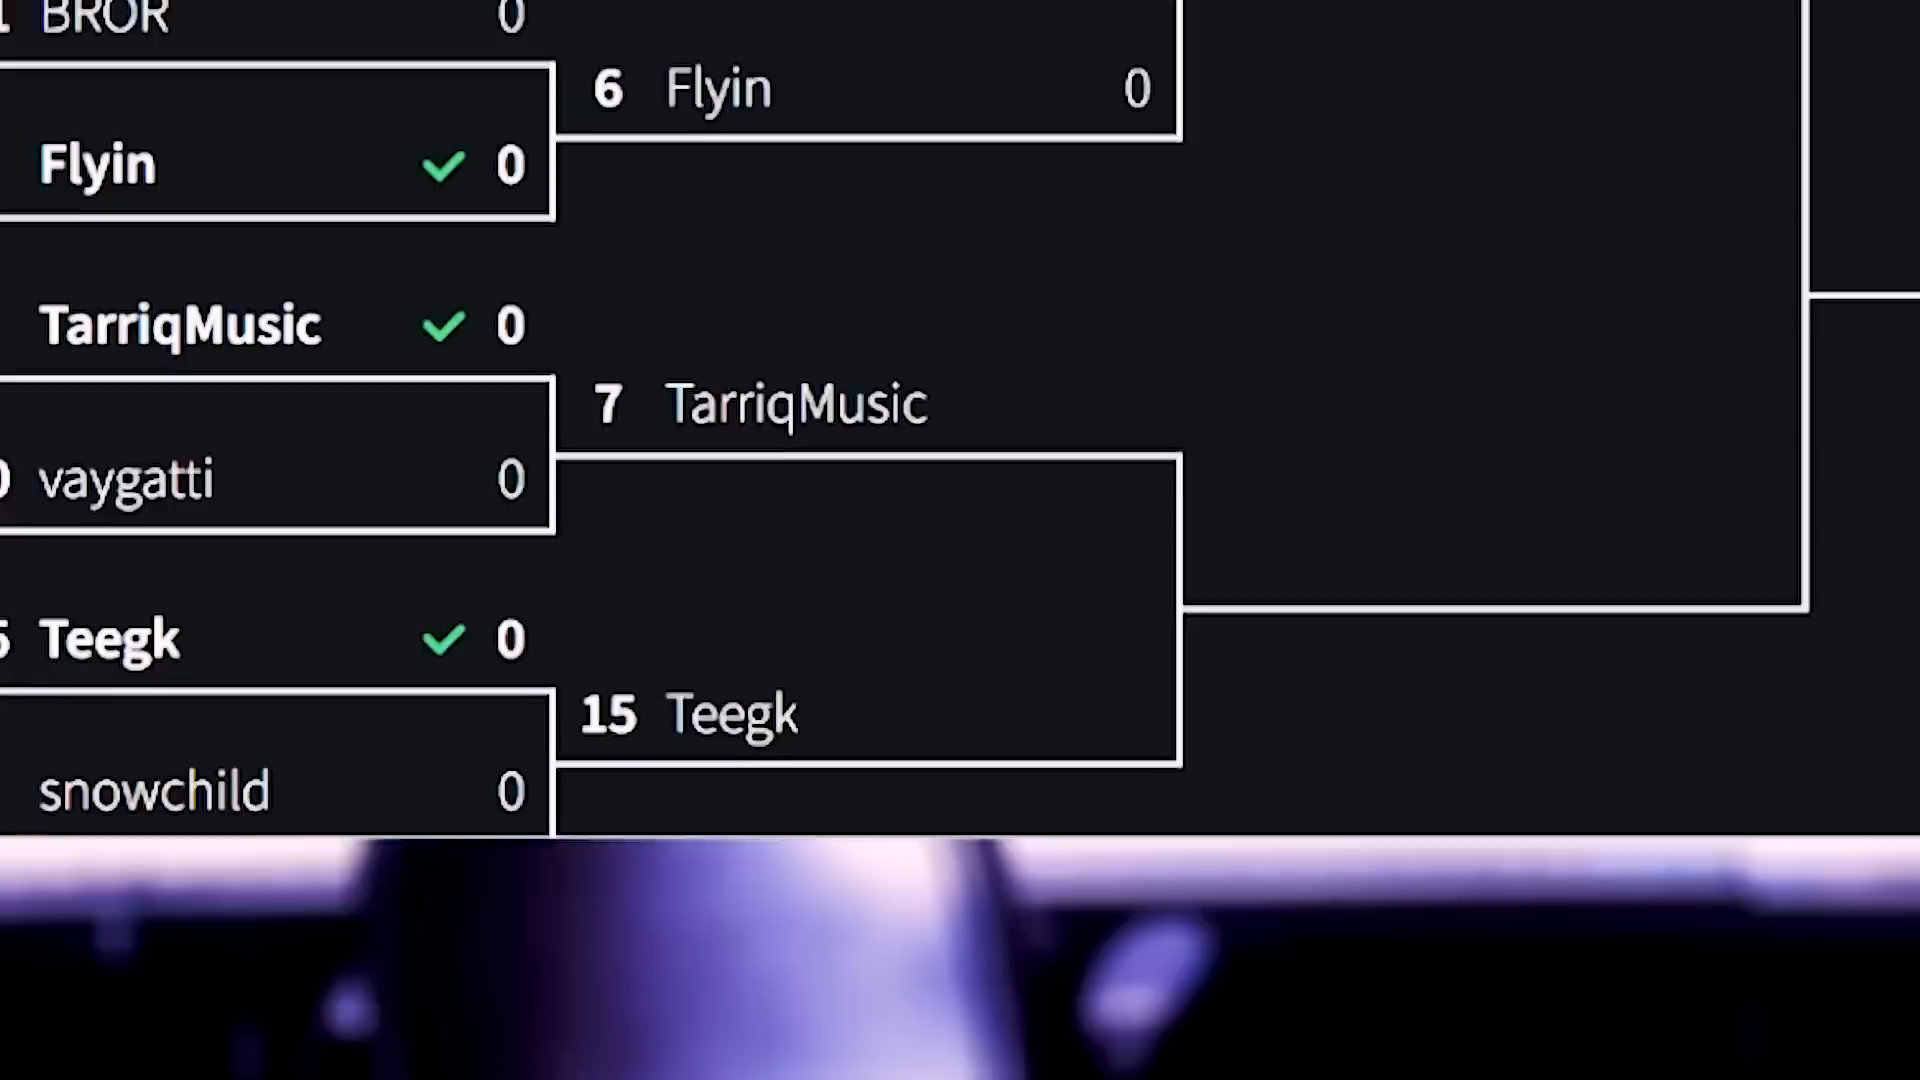 BROR 0
6 Flyin 0
Flyin 0
TarriqMusic 0
7 TarriqMusic
vaygatti 0
Teegk 0
15 Teegk
snowchild 0